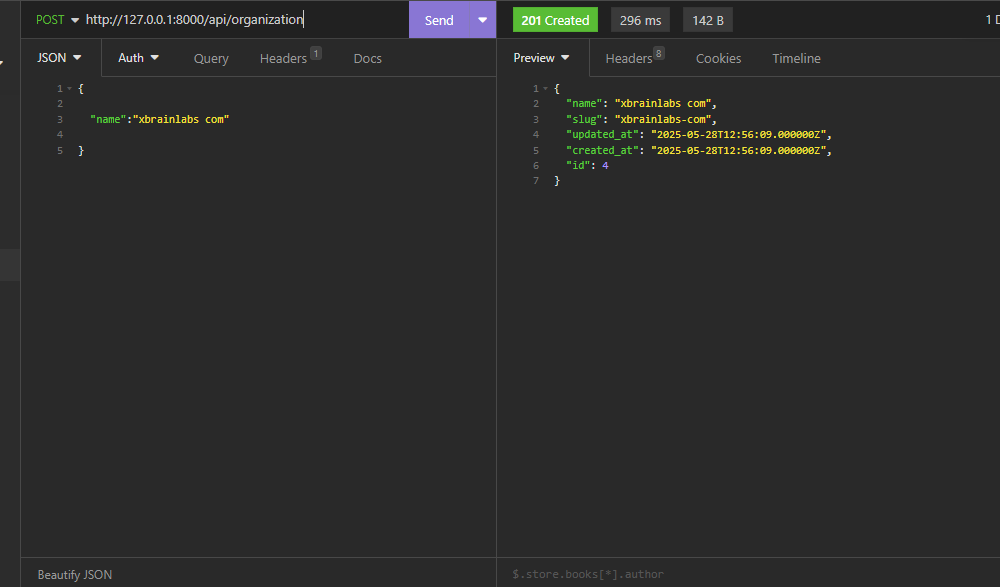 POST http://127.0.0.1:8000/api/organization Send 201 Created 296 ms 142 B
JSON Auth Query Headers 1 Docs Preview Headers 8 Cookies Timeline
1 {
2
3 "name":"xbrainlabs com"
4
5 }
1 {
2 "name": "xbrainlabs com",
3 "slug": "xbrainlabs-com",
4 "updated_at": "2025-05-28T12:56:09.000000Z",
5 "created_at": "2025-05-28T12:56:09.000000Z",
6 "id": 4
7 }
Beautify JSON
$.store.books[*].author